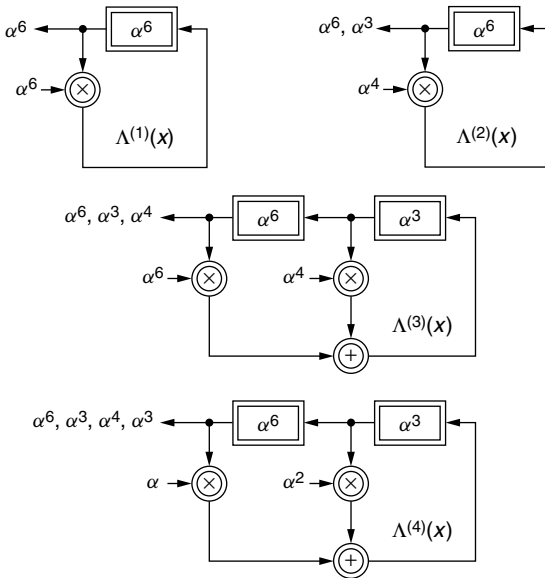 α⁶ α⁶ α⁶, α³ α⁶
α⁶ × α⁴ ×
Λ⁽¹⁾(x) Λ⁽²⁾(x)
α⁶, α³, α⁴ α⁶ α³
α⁶ × α⁴ ×
Λ⁽³⁾(x)
+
α⁶, α³, α⁴, α³ α⁶ α³
α × α² ×
Λ⁽⁴⁾(x)
+